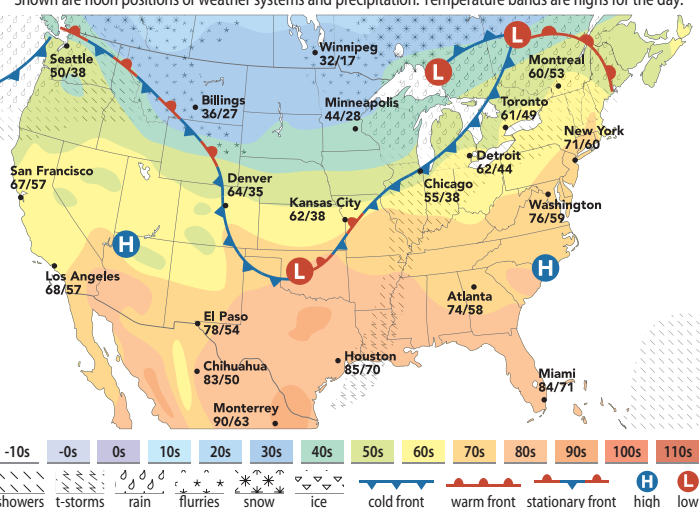 Shown are noon positions of weather systems and precipitation. Temperature bands are highs for the day.
Seattle
50/38
Winnipeg
32/17
L
L
Montreal
60/53
Billings
36/27
Minneapolis
44/28
Toronto
61/49
New York
71/60
San Francisco
67/57
Denver
64/35
Kansas City
62/38
Chicago
55/38
Detroit
62/44
Washington
76/59
H
L
H
Los Angeles
68/57
Atlanta
74/58
El Paso
78/54
Chihuahua
83/50
Houston
85/70
Miami
84/71
Monterrey
90/63
-10s -0s 0s 10s 20s 30s 40s 50s 60s 70s 80s 90s 100s 110s
H L
showers t-storms rain flurries snow ice cold front warm front stationary front high low